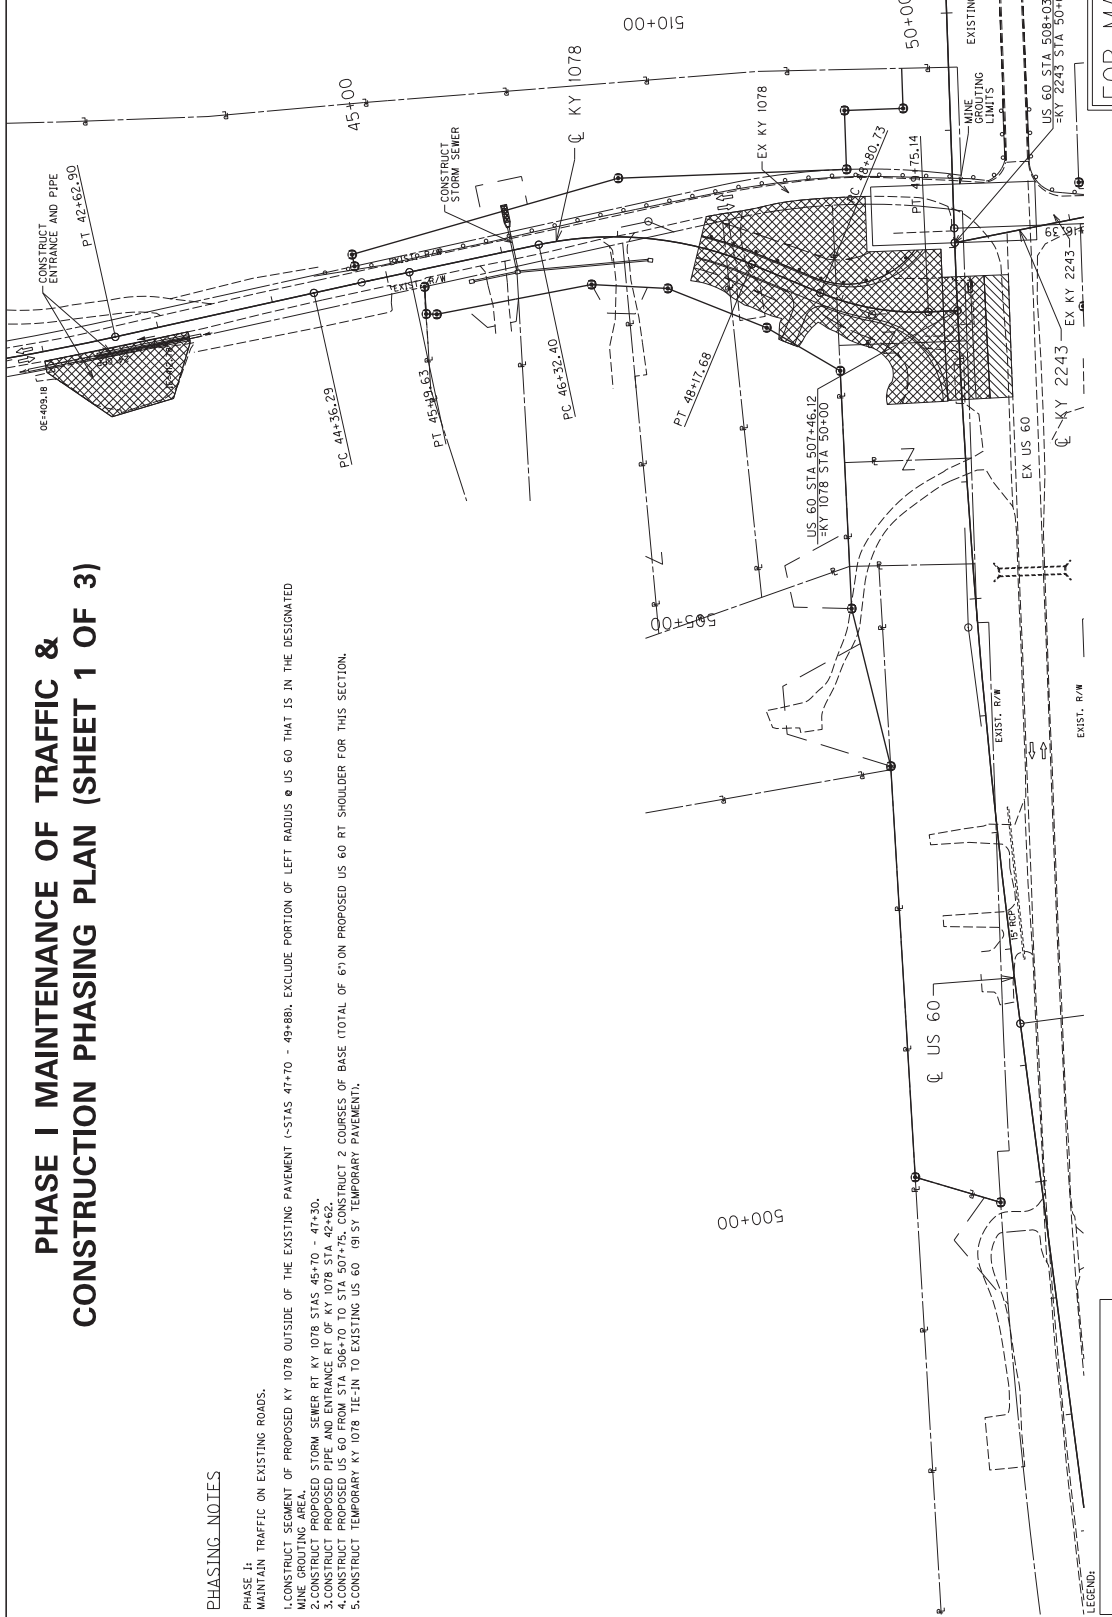 PHASE I MAINTENANCE OF TRAFFIC &
CONSTRUCTION PHASING PLAN (SHEET 1 OF 3)
PHASING NOTES
PHASE I:
MAINTAIN TRAFFIC ON EXISTING ROADS.
1.CONSTRUCT SEGMENT OF PROPOSED KY 1078 OUTSIDE OF THE EXISTING PAVEMENT (~STAS 47+70 - 49+88). EXCLUDE PORTION OF LEFT RADIUS @ US 60 THAT IS IN THE DESIGNATED
MINE GROUTING AREA.
2.CONSTRUCT PROPOSED STORM SEWER RT KY 1078 STAS 45+70 - 47+30.
3.CONSTRUCT PROPOSED PIPE AND ENTRANCE RT OF KY 1078 STA 42+62.
4.CONSTRUCT PROPOSED US 60 FROM STA 506+70 TO STA 507+75. CONSTRUCT 2 COURSES OF BASE (TOTAL OF 6") ON PROPOSED US 60 RT SHOULDER FOR THIS SECTION.
5.CONSTRUCT TEMPORARY KY 1078 TIE-IN TO EXISTING US 60 (91 SY TEMPORARY PAVEMENT).
OE=409.18
CONSTRUCT
ENTRANCE AND PIPE
PT 42+62.90
PC 44+36.29
45+00
EXIST. R/W
EXIST. R/W
PT 45+19.63
CONSTRUCT
STORM SEWER
PC 46+32.40
℄ KY 1078
510+00
PT 48+17.68
EX KY 1078
PC 48+80.73
PT 49+75.14
50+00
MINE
GROUTING
LIMITS
EXISTING
US 60 STA 507+46.12
=KY 1078 STA 50+00
US 60 STA 508+03
=KY 2243 STA 50+
EX KY 2243
℄ KY 2243
EX US 60
505+00
EXIST. R/W
EXIST. R/W
15" RCP
℄ US 60
500+00
LEGEND: